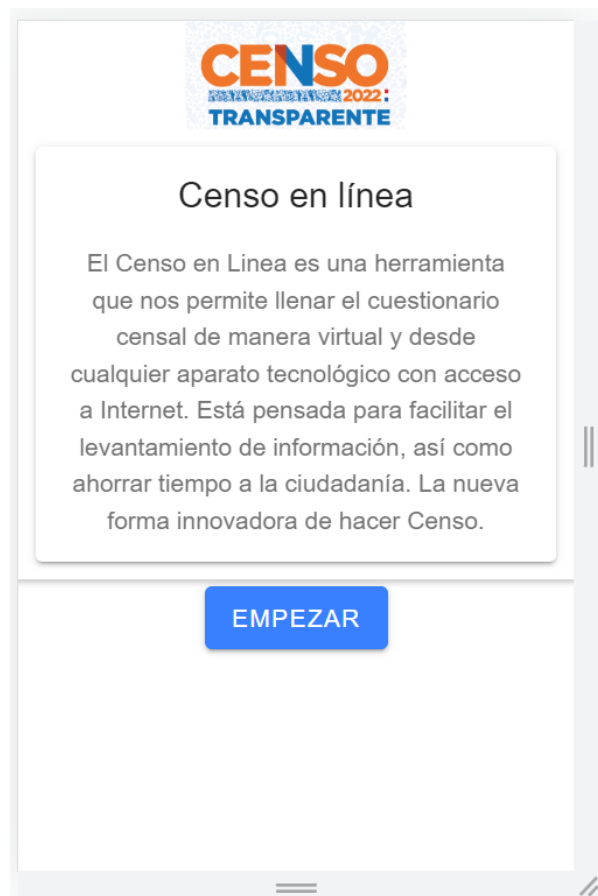 CENSO
2022:
TRANSPARENTE
Censo en línea
El Censo en Linea es una herramienta
que nos permite llenar el cuestionario
censal de manera virtual y desde
cualquier aparato tecnológico con acceso
a Internet. Está pensada para facilitar el
levantamiento de información, así como
ahorrar tiempo a la ciudadanía. La nueva
forma innovadora de hacer Censo.
EMPEZAR